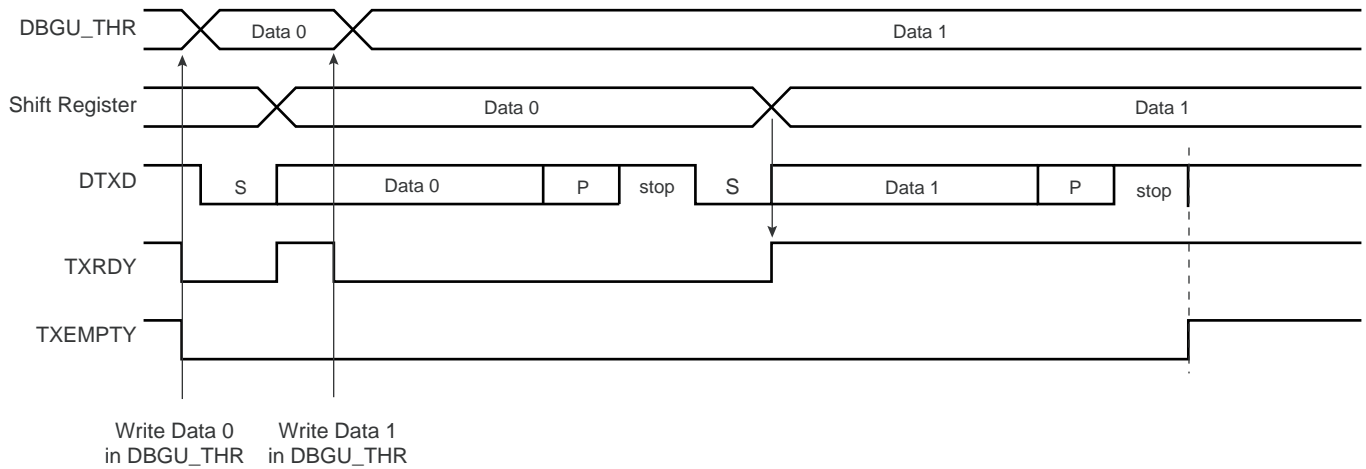 DBGU_THR Data 0 Data 1
Shift Register Data 0 Data 1
DTXD S Data 0 P stop S Data 1 P stop
TXRDY
TXEMPTY
Write Data 0 Write Data 1
in DBGU_THR in DBGU_THR